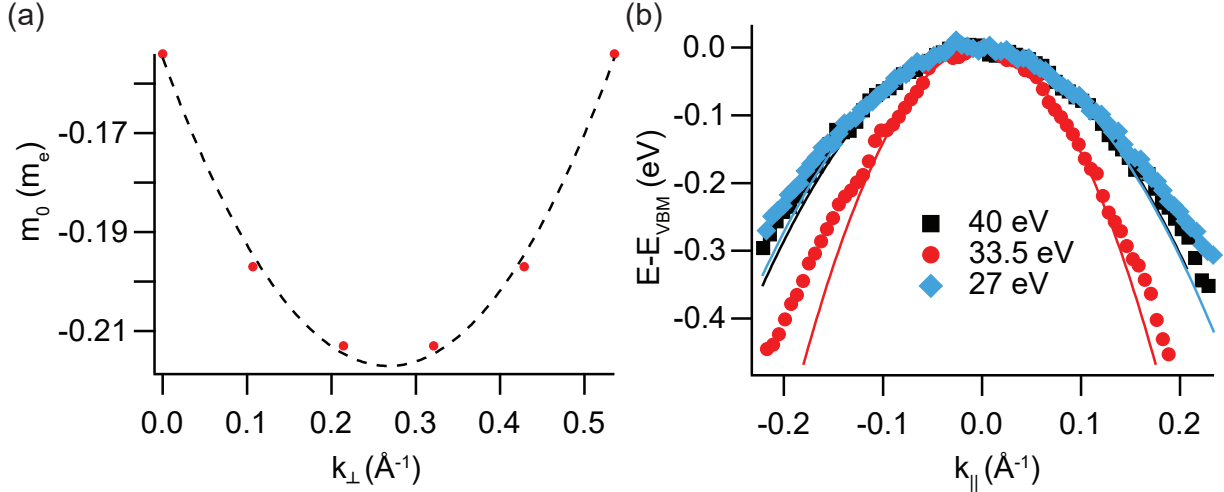 (a)
-0.17
-0.19
-0.21
m0 (me)
0.0 0.1 0.2 0.3 0.4 0.5
k⊥ (Å-1)
(b)
0.0
-0.1
-0.2
-0.3
-0.4
E-EVBM (eV)
40 eV
33.5 eV
27 eV
-0.2 -0.1 0.0 0.1 0.2
k|| (Å-1)